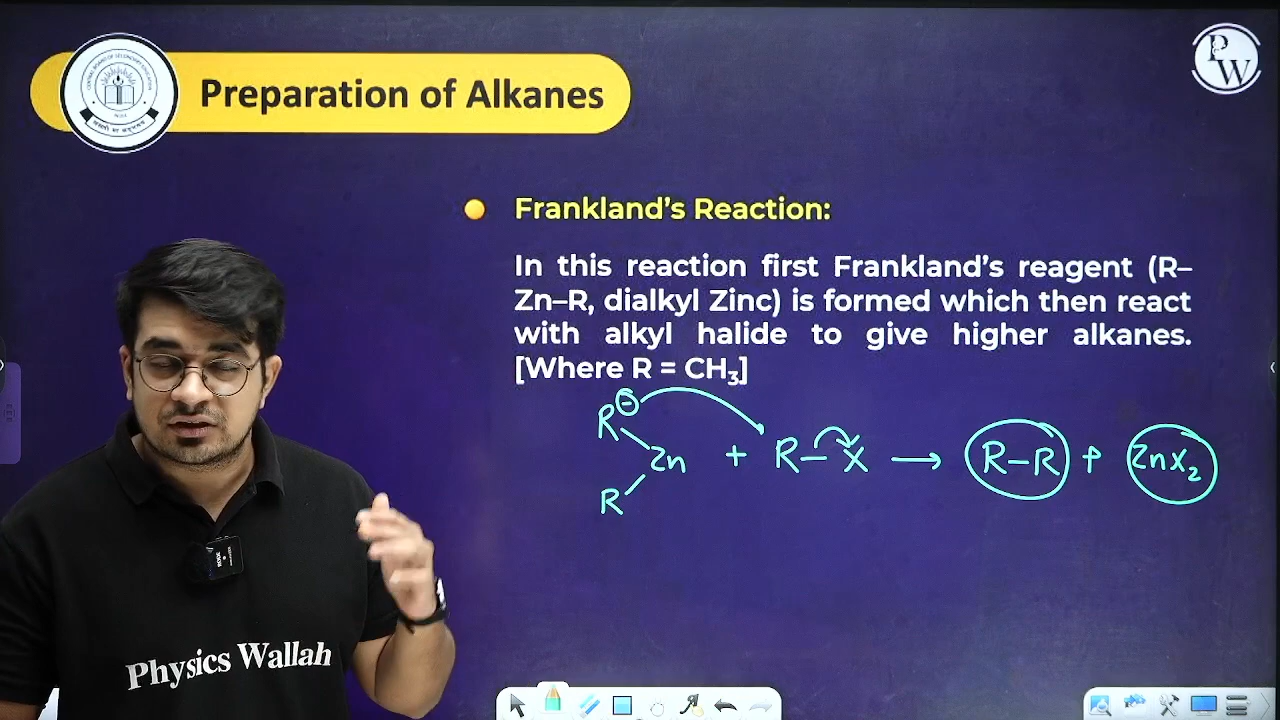 Preparation of Alkanes
PW
Frankland's Reaction:
In this reaction first Frankland's reagent (R–
Zn–R, dialkyl Zinc) is formed which then react
with alkyl halide to give higher alkanes.
[Where R = CH₃]
R⊖
Zn + R–X → R–R + ZnX₂
R
Physics Wallah